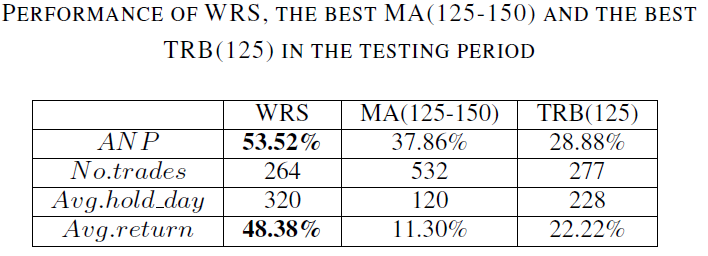 PERFORMANCE OF WRS, THE BEST MA(125-150) AND THE BEST
TRB(125) IN THE TESTING PERIOD
WRS MA(125-150) TRB(125)
ANP 53.52% 37.86% 28.88%
No.trades 264 532 277
Avg.hold_day 320 120 228
Avg.return 48.38% 11.30% 22.22%